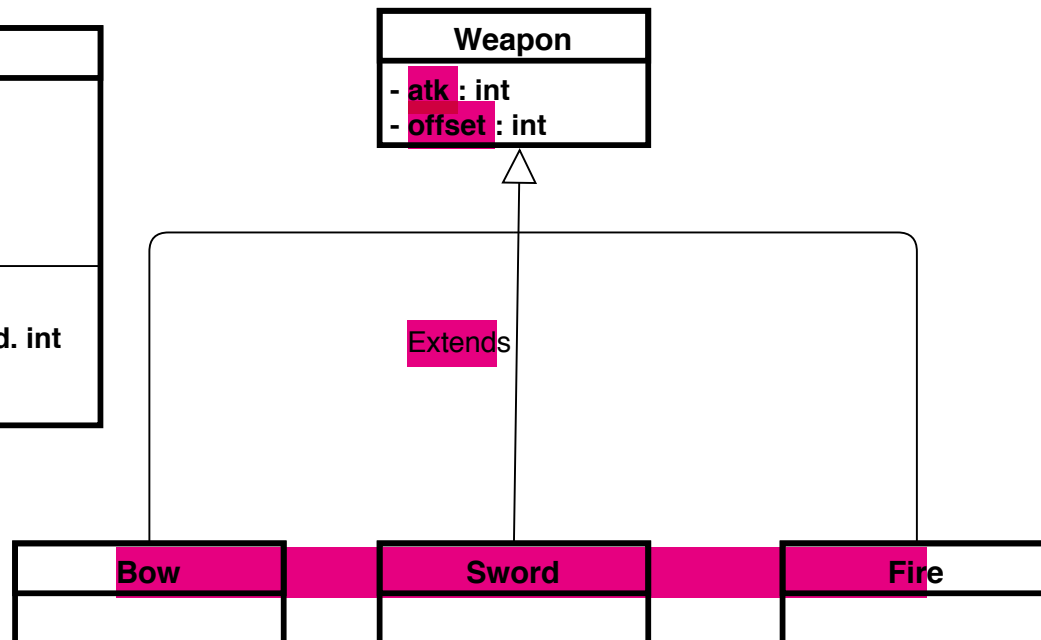 Weapon
- atk : int
- offset : int
d. int
Extends
Bow Sword Fire